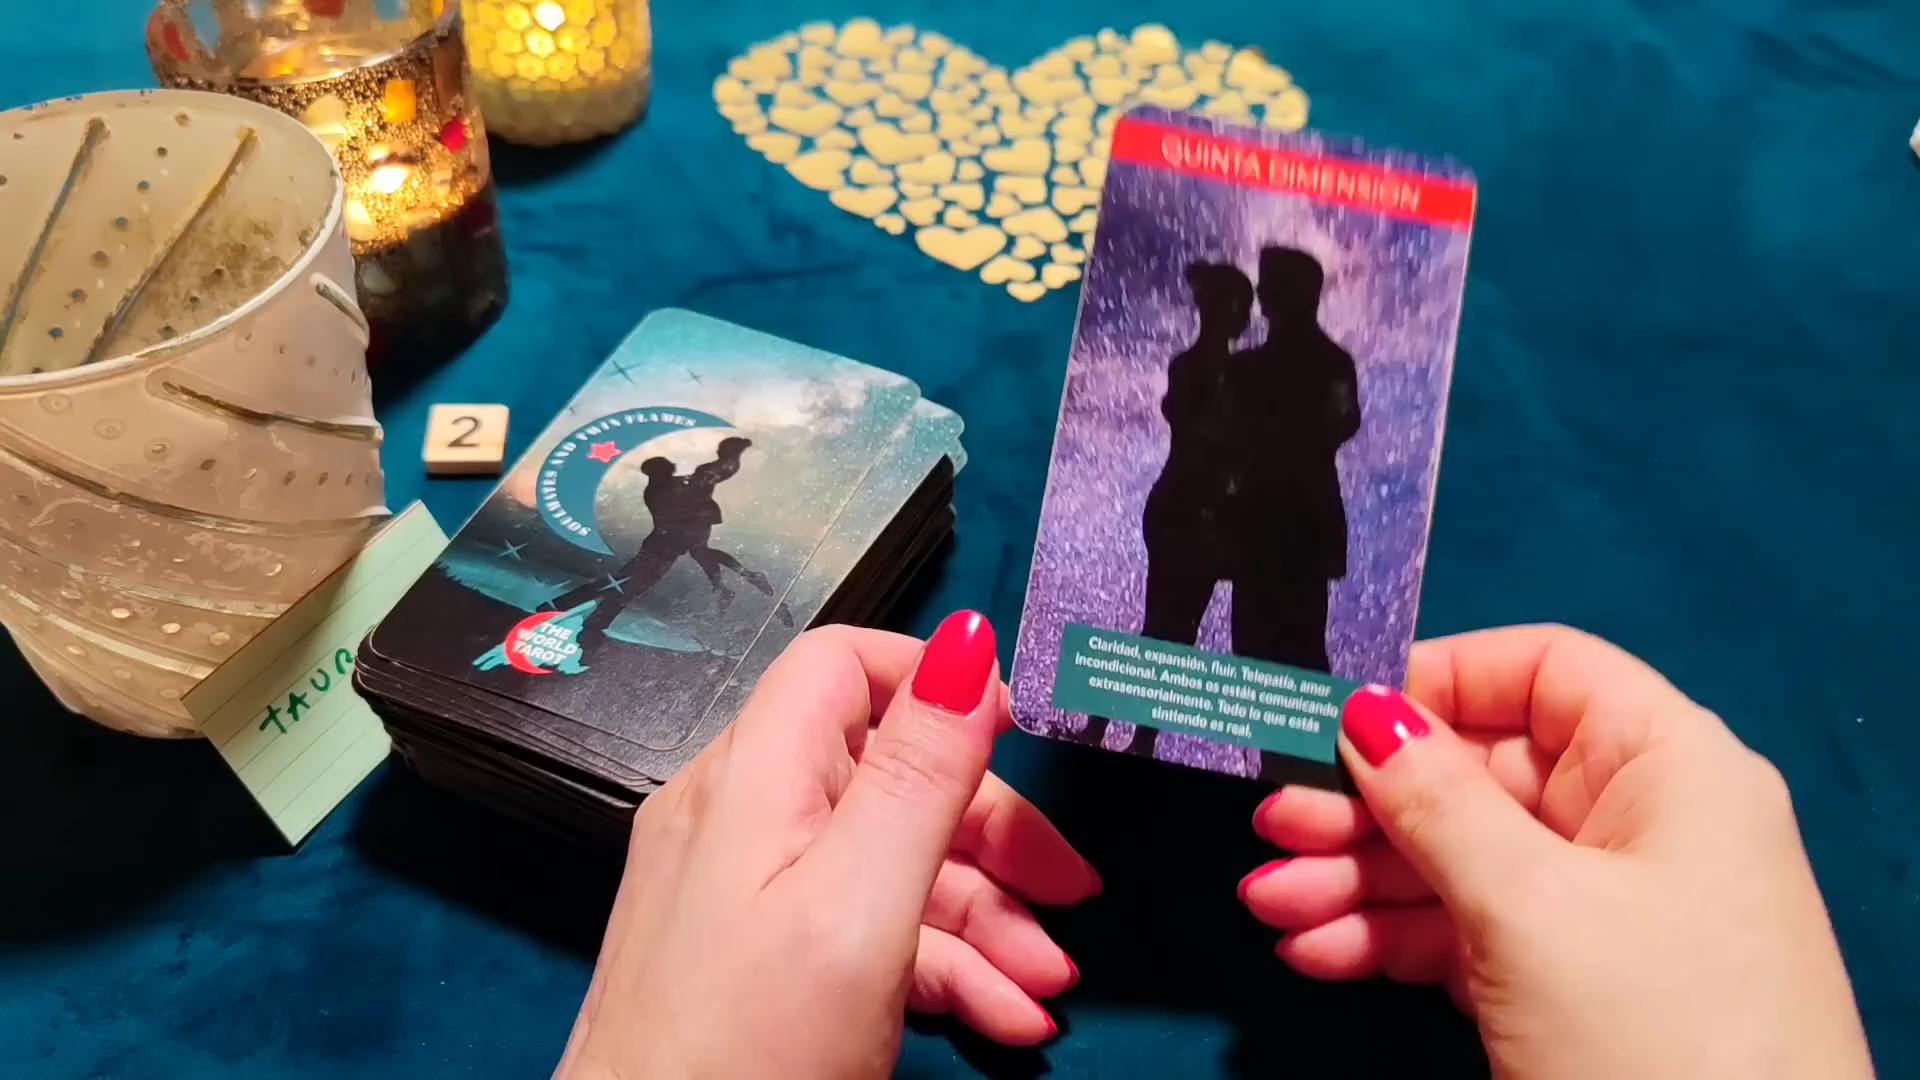 QUINTA DIMENSIÓN
2
SOULMATES AND TWIN FLAMES
THE
WORLD
TAROT
TAUR
Claridad, expansión, fluir. Telepatía, amor
incondicional. Ambos os estáis comunicando
extrasensorialmente. Todo lo que estás
sintiendo es real,